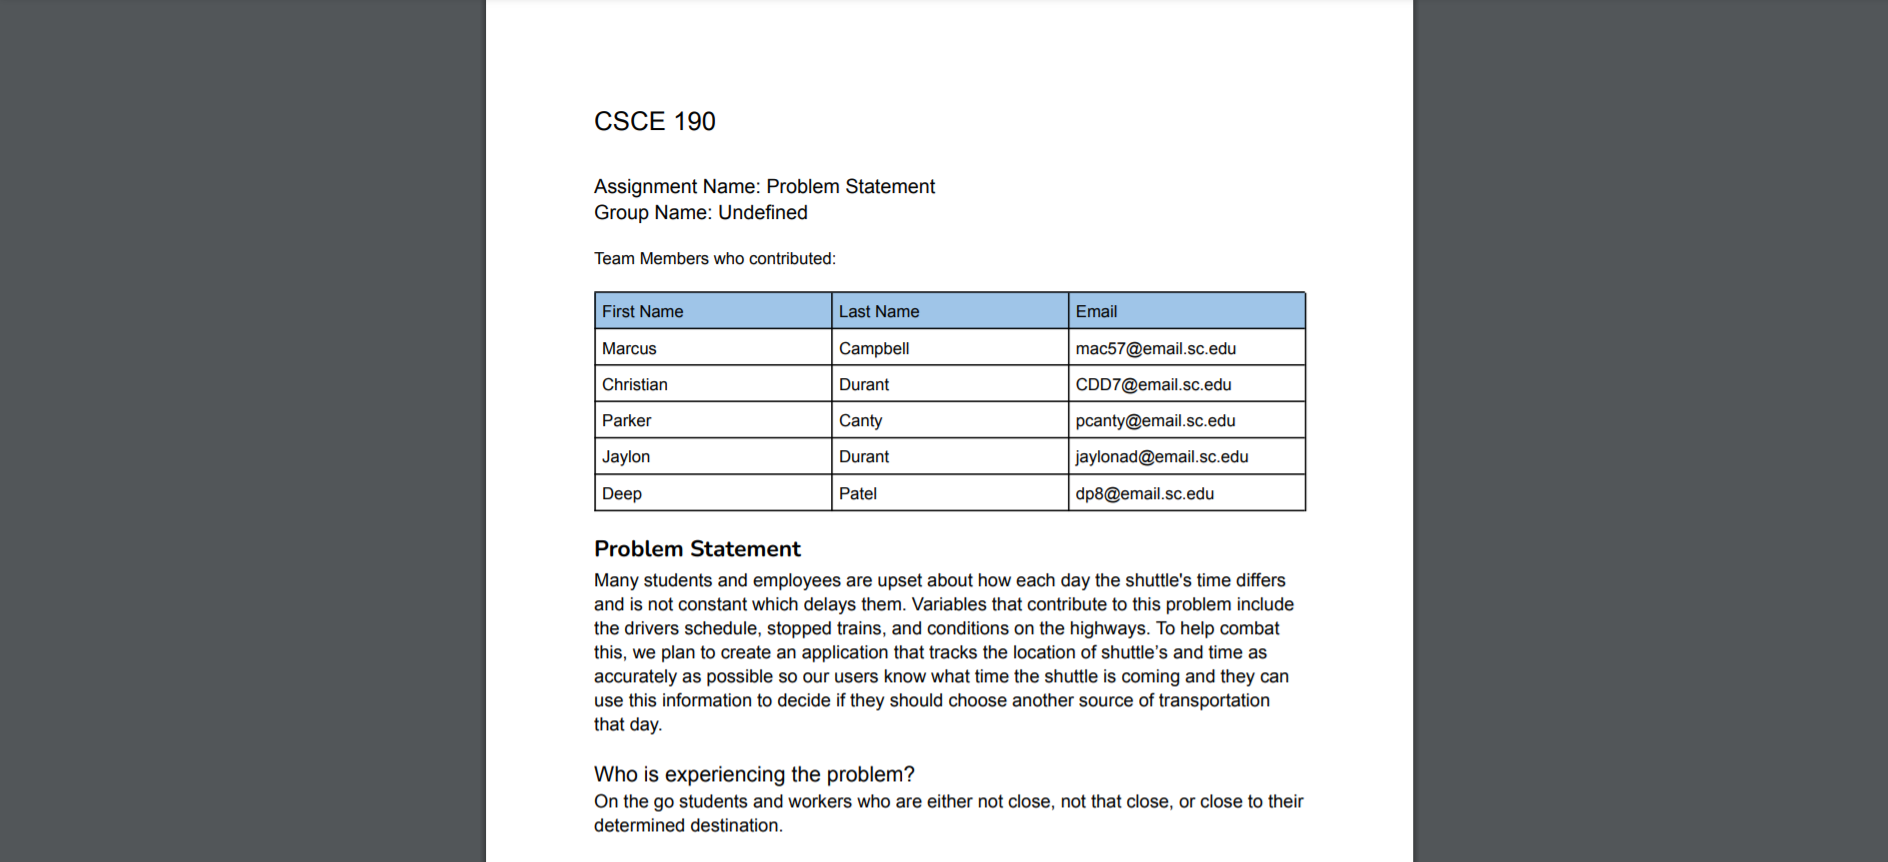 CSCE 190
Assignment Name: Problem Statement
Group Name: Undefined
Team Members who contributed:
First Name Last Name Email
Marcus Campbell mac57@email.sc.edu
Christian Durant CDD7@email.sc.edu
Parker Canty pcanty@email.sc.edu
Jaylon Durant jaylonad@email.sc.edu
Deep Patel dp8@email.sc.edu
Problem Statement
Many students and employees are upset about how each day the shuttle's time differs
and is not constant which delays them. Variables that contribute to this problem include
the drivers schedule, stopped trains, and conditions on the highways. To help combat
this, we plan to create an application that tracks the location of shuttle’s and time as
accurately as possible so our users know what time the shuttle is coming and they can
use this information to decide if they should choose another source of transportation
that day.
Who is experiencing the problem?
On the go students and workers who are either not close, not that close, or close to their
determined destination.